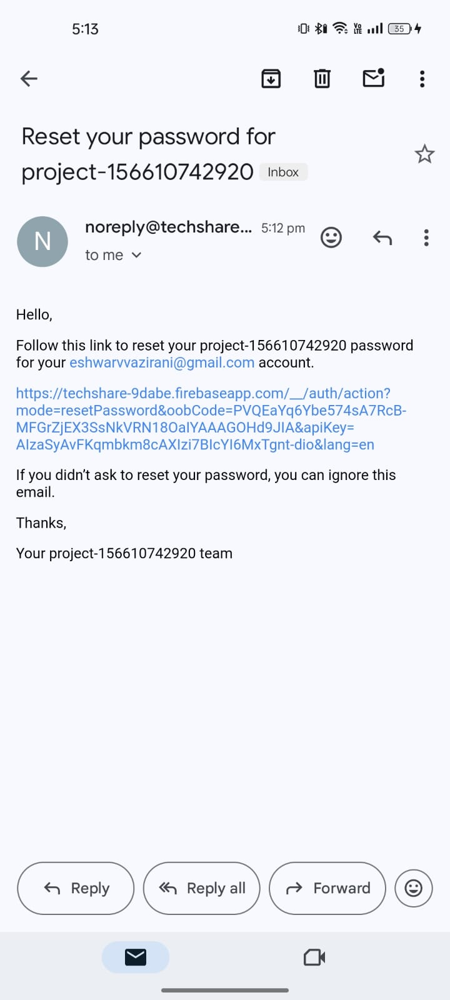 5:13
Vo
LTE
35
Reset your password for
project-156610742920 Inbox
N
noreply@techshare... 5:12 pm
to me
Hello,
Follow this link to reset your project-156610742920 password
for your eshwarvvazirani@gmail.com account.
https://techshare-9dabe.firebaseapp.com/__/auth/action?
mode=resetPassword&oobCode=PVQEaYq6Ybe574sA7RcB-
MFGrZjEX3SsNkVRN18OalYAAAGOHd9JIA&apiKey=
AIzaSyAvFKqmbkm8cAXIzi7BIcYI6MxTgnt-dio&lang=en
If you didn’t ask to reset your password, you can ignore this
email.
Thanks,
Your project-156610742920 team
Reply
Reply all
Forward